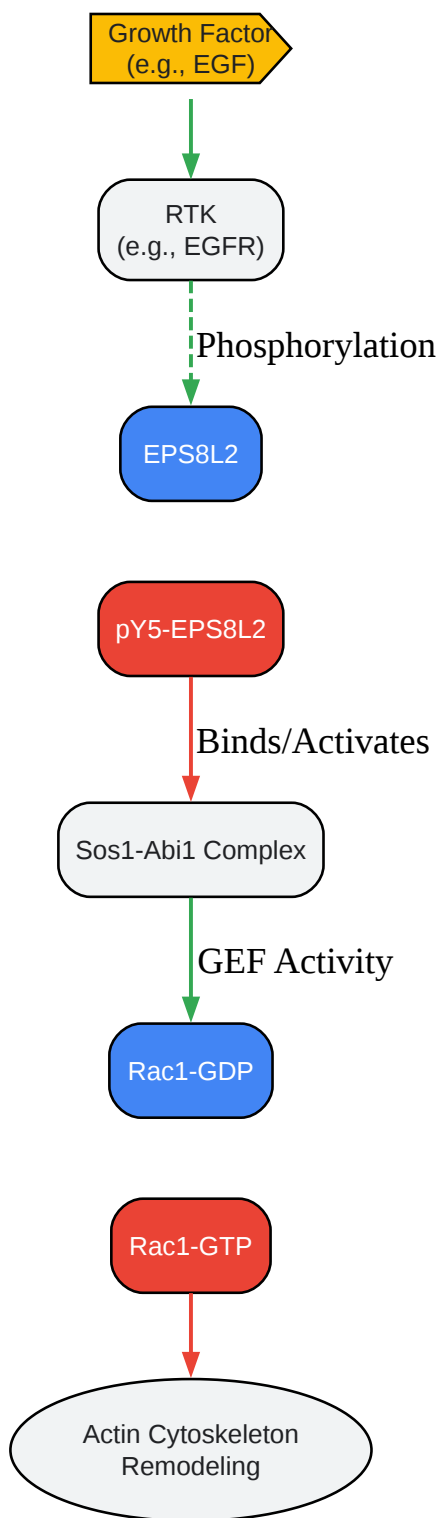 Growth Factor
(e.g., EGF)
RTK
(e.g., EGFR)
Phosphorylation
EPS8L2
pY5-EPS8L2
Binds/Activates
Sos1-Abi1 Complex
GEF Activity
Rac1-GDP
Rac1-GTP
Actin Cytoskeleton
Remodeling